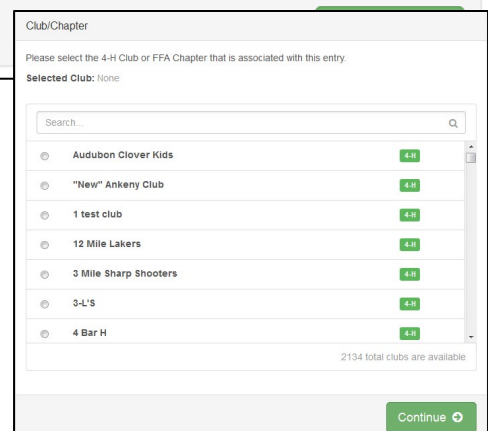 Club/Chapter
Please select the 4-H Club or FFA Chapter that is associated with this entry.
Selected Club: None
Search...
Audubon Clover Kids 4-H
"New" Ankeny Club 4-H
1 test club 4-H
12 Mile Lakers 4-H
3 Mile Sharp Shooters 4-H
3-L'S 4-H
4 Bar H 4-H
2134 total clubs are available
Continue